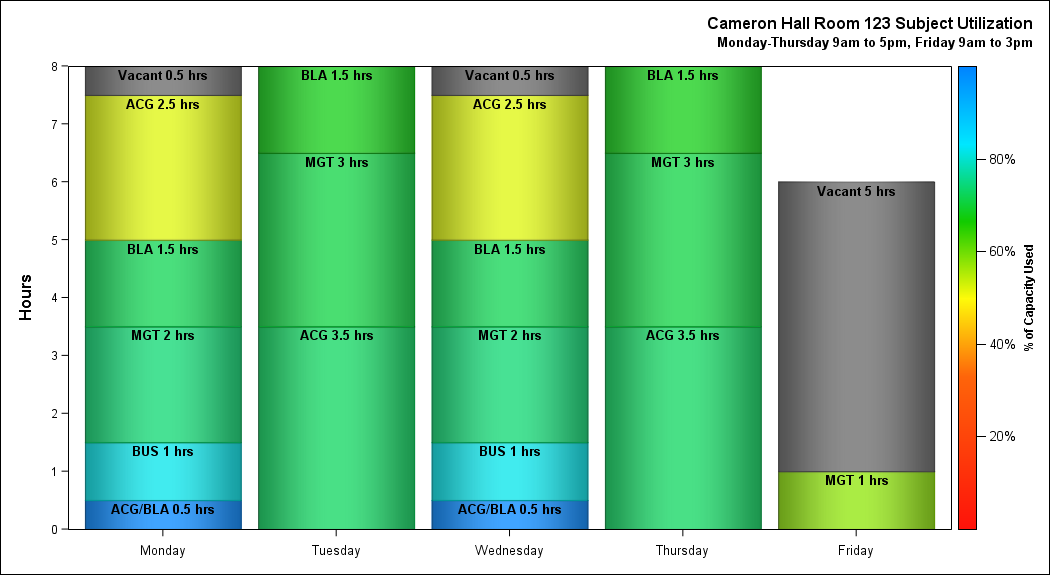 Cameron Hall Room 123 Subject Utilization
Monday-Thursday 9am to 5pm, Friday 9am to 3pm
Hours
8
7
6
5
4
3
2
1
0
Vacant 0.5 hrs
ACG 2.5 hrs
BLA 1.5 hrs
MGT 2 hrs
BUS 1 hrs
ACG/BLA 0.5 hrs
BLA 1.5 hrs
MGT 3 hrs
ACG 3.5 hrs
Vacant 0.5 hrs
ACG 2.5 hrs
BLA 1.5 hrs
MGT 2 hrs
BUS 1 hrs
ACG/BLA 0.5 hrs
BLA 1.5 hrs
MGT 3 hrs
ACG 3.5 hrs
Vacant 5 hrs
MGT 1 hrs
Monday Tuesday Wednesday Thursday Friday
80%
60%
40%
20%
% of Capacity Used